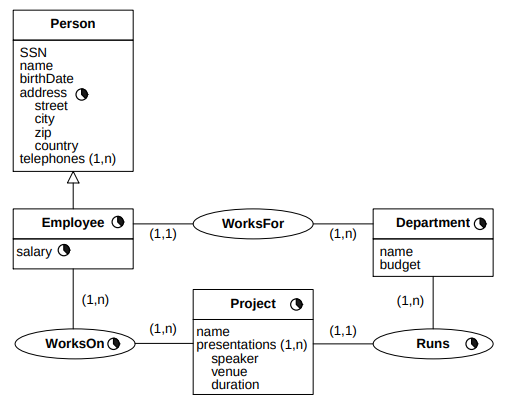 Person
SSN
name
birthDate
address
street
city
zip
country
telephones (1,n)
Employee
WorksFor
Department
(1,1)
(1,n)
salary
name
budget
(1,n)
Project
(1,n)
(1,n)
(1,1)
WorksOn
name
presentations (1,n)
speaker
venue
duration
Runs